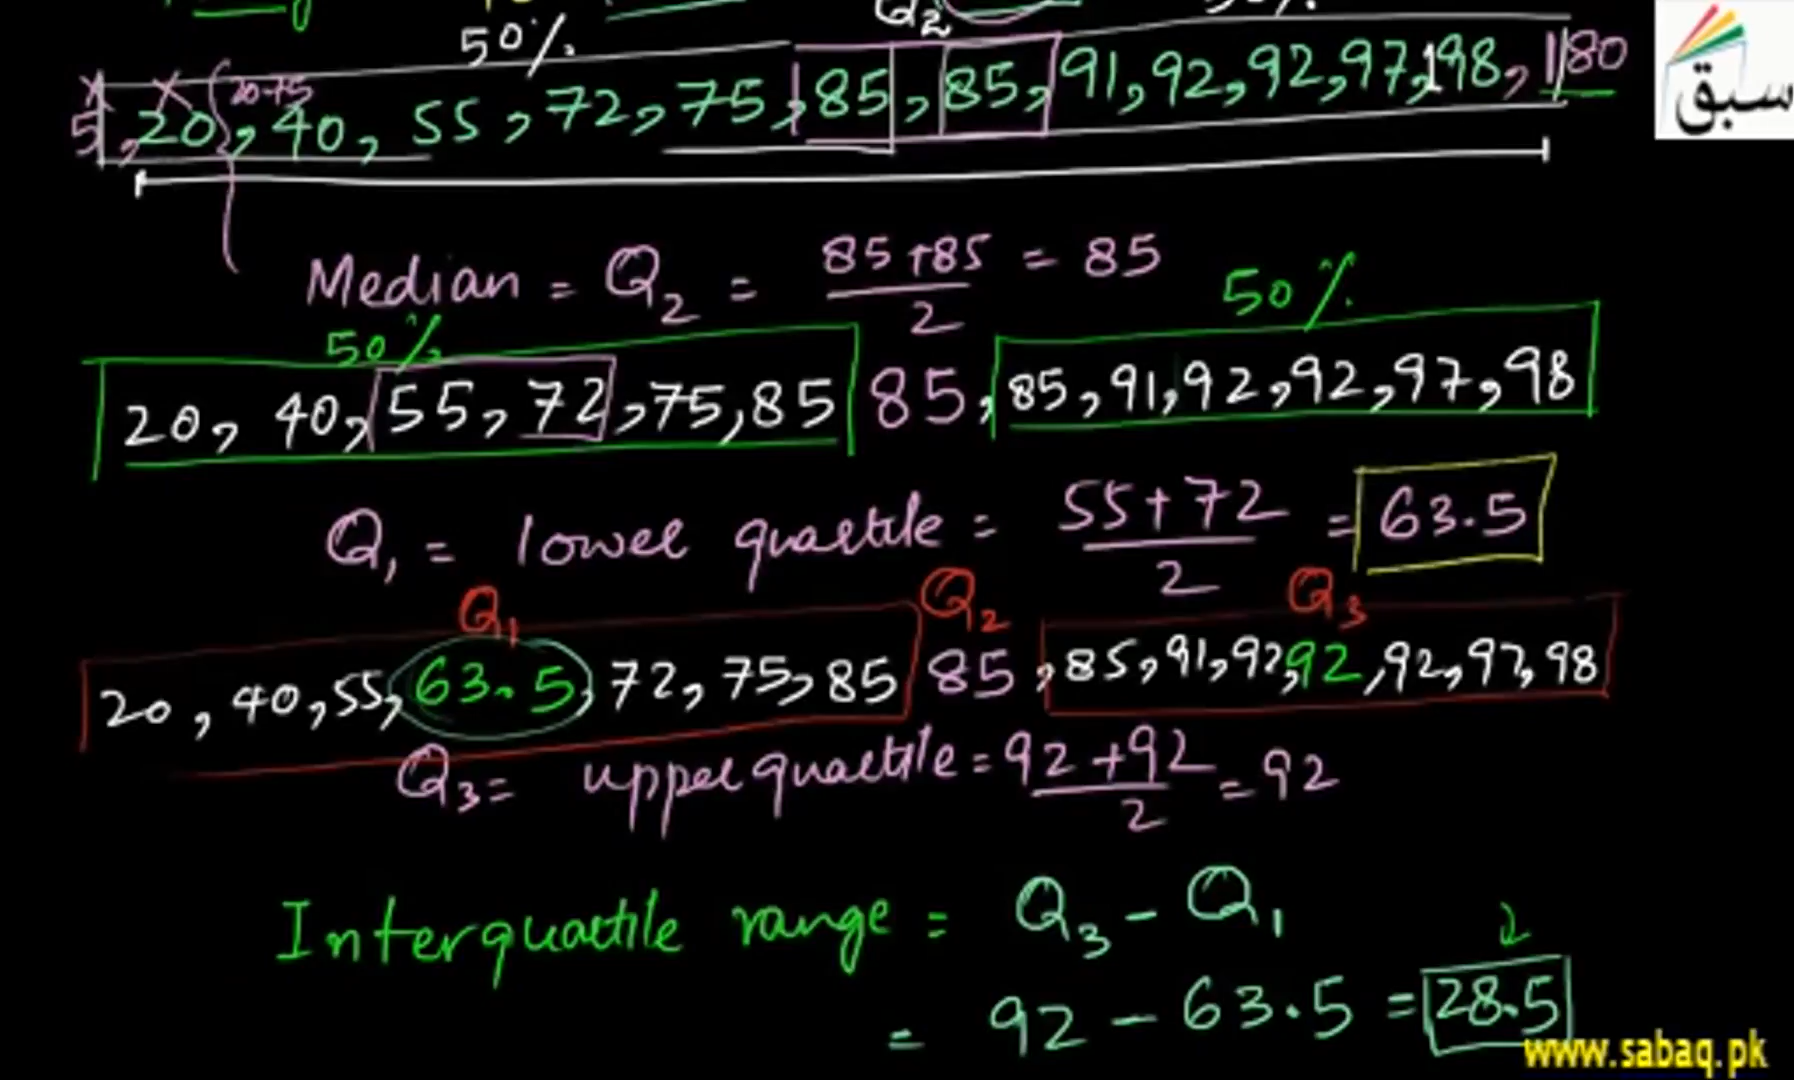 50%. Q2
5, 20, 40, 55, 72, 75, 85, 85, 91, 92, 92, 97, 98, 180
20-75
سبق
Median = Q2 = 85+85/2 = 85
50% 50%
20, 40, 55, 72, 75, 85 85, 85, 91, 92, 92, 97, 98
Q1 = lower quartile = 55+72/2 = 63.5
Q1 Q2 Q3
20, 40, 55, 63.5, 72, 75, 85 85, 85, 91, 92, 92, 92, 97, 98
Q3 = upper quartile = 92+92/2 = 92
Interquartile range = Q3 - Q1
= 92 - 63.5 = 28.5
www.sabaq.pk